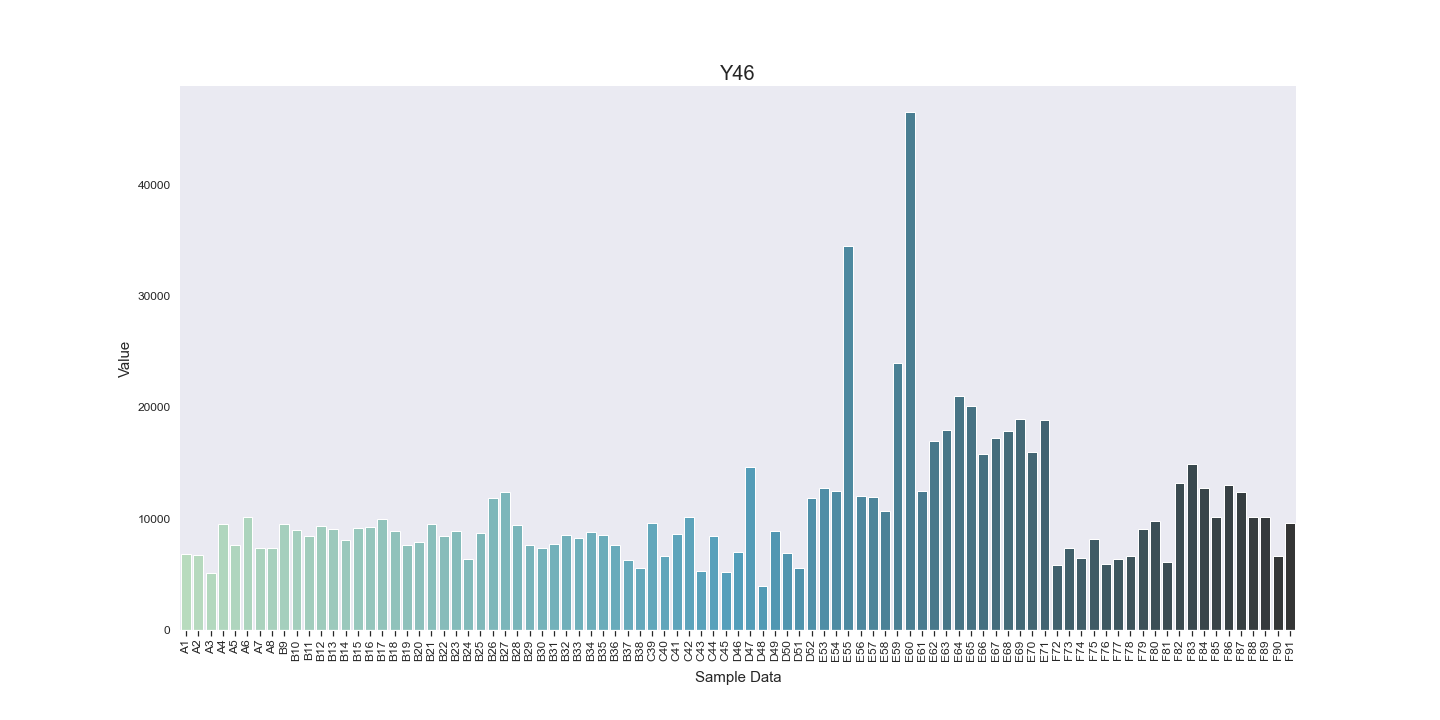 Y46
40000
30000
20000
10000
0
Value
A1 A2 A3 A4 A5 A6 A7 A8 B9 B10 B11 B12 B13 B14 B15 B16 B17 B18 B19 B20 B21 B22 B23 B24 B25 B26 B27 B28 B29 B30 B31 B32 B33 B34 B35 B36 B37 B38 C39 C40 C41 C42 C43 C44 C45 D46 D47 D48 D49 D50 D51 D52 E53 E54 E55 E56 E57 E58 E59 E60 E61 E62 E63 E64 E65 E66 E67 E68 E69 E70 E71 F72 F73 F74 F75 F76 F77 F78 F79 F80 F81 F82 F83 F84 F85 F86 F87 F88 F89 F90 F91
Sample Data